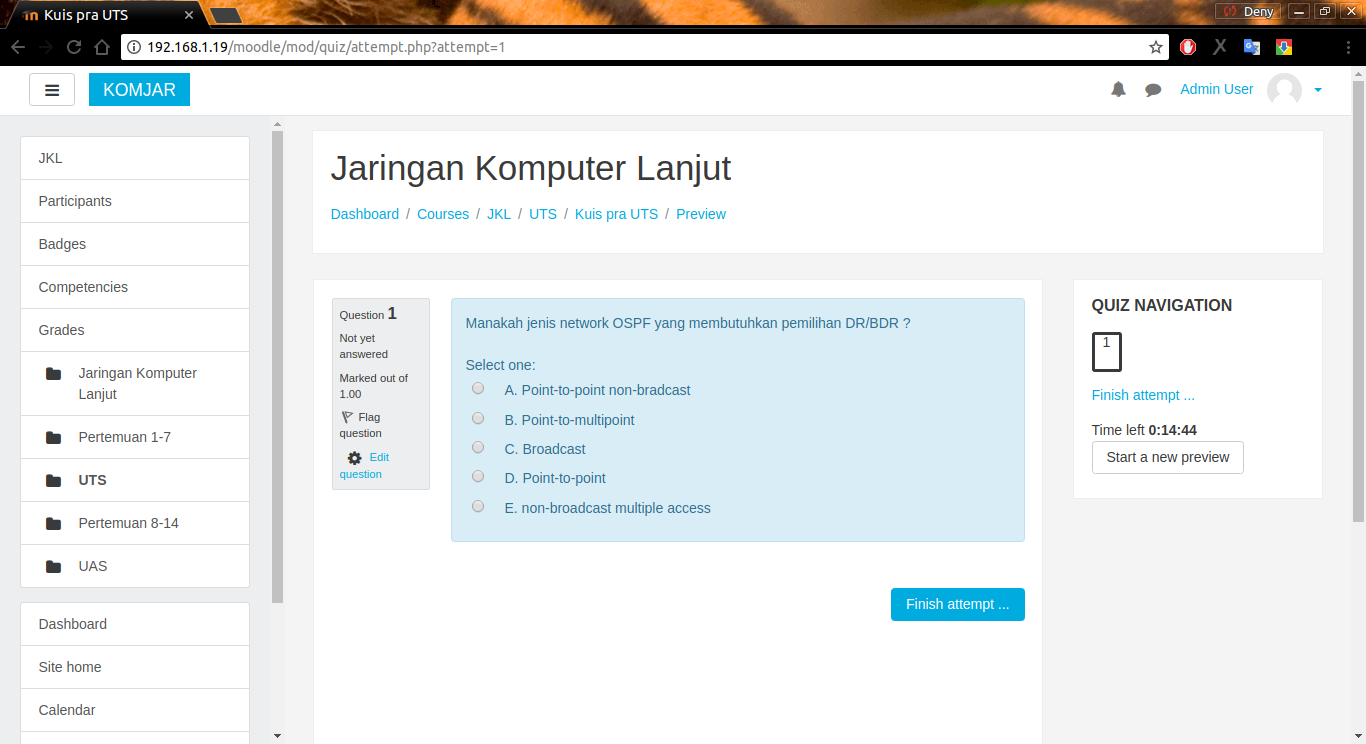 Kuis pra UTS
Deny
192.168.1.19/moodle/mod/quiz/attempt.php?attempt=1
KOMJAR
Admin User
JKL
Participants
Badges
Competencies
Grades
Jaringan Komputer
Lanjut
Pertemuan 1-7
UTS
Pertemuan 8-14
UAS
Dashboard
Site home
Calendar
Jaringan Komputer Lanjut
Dashboard / Courses / JKL / UTS / Kuis pra UTS / Preview
Question 1
Not yet
answered
Marked out of
1.00
Flag
question
Edit
question
Manakah jenis network OSPF yang membutuhkan pemilihan DR/BDR ?
Select one:
A. Point-to-point non-bradcast
B. Point-to-multipoint
C. Broadcast
D. Point-to-point
E. non-broadcast multiple access
Finish attempt ...
QUIZ NAVIGATION
1
Finish attempt ...
Time left 0:14:44
Start a new preview